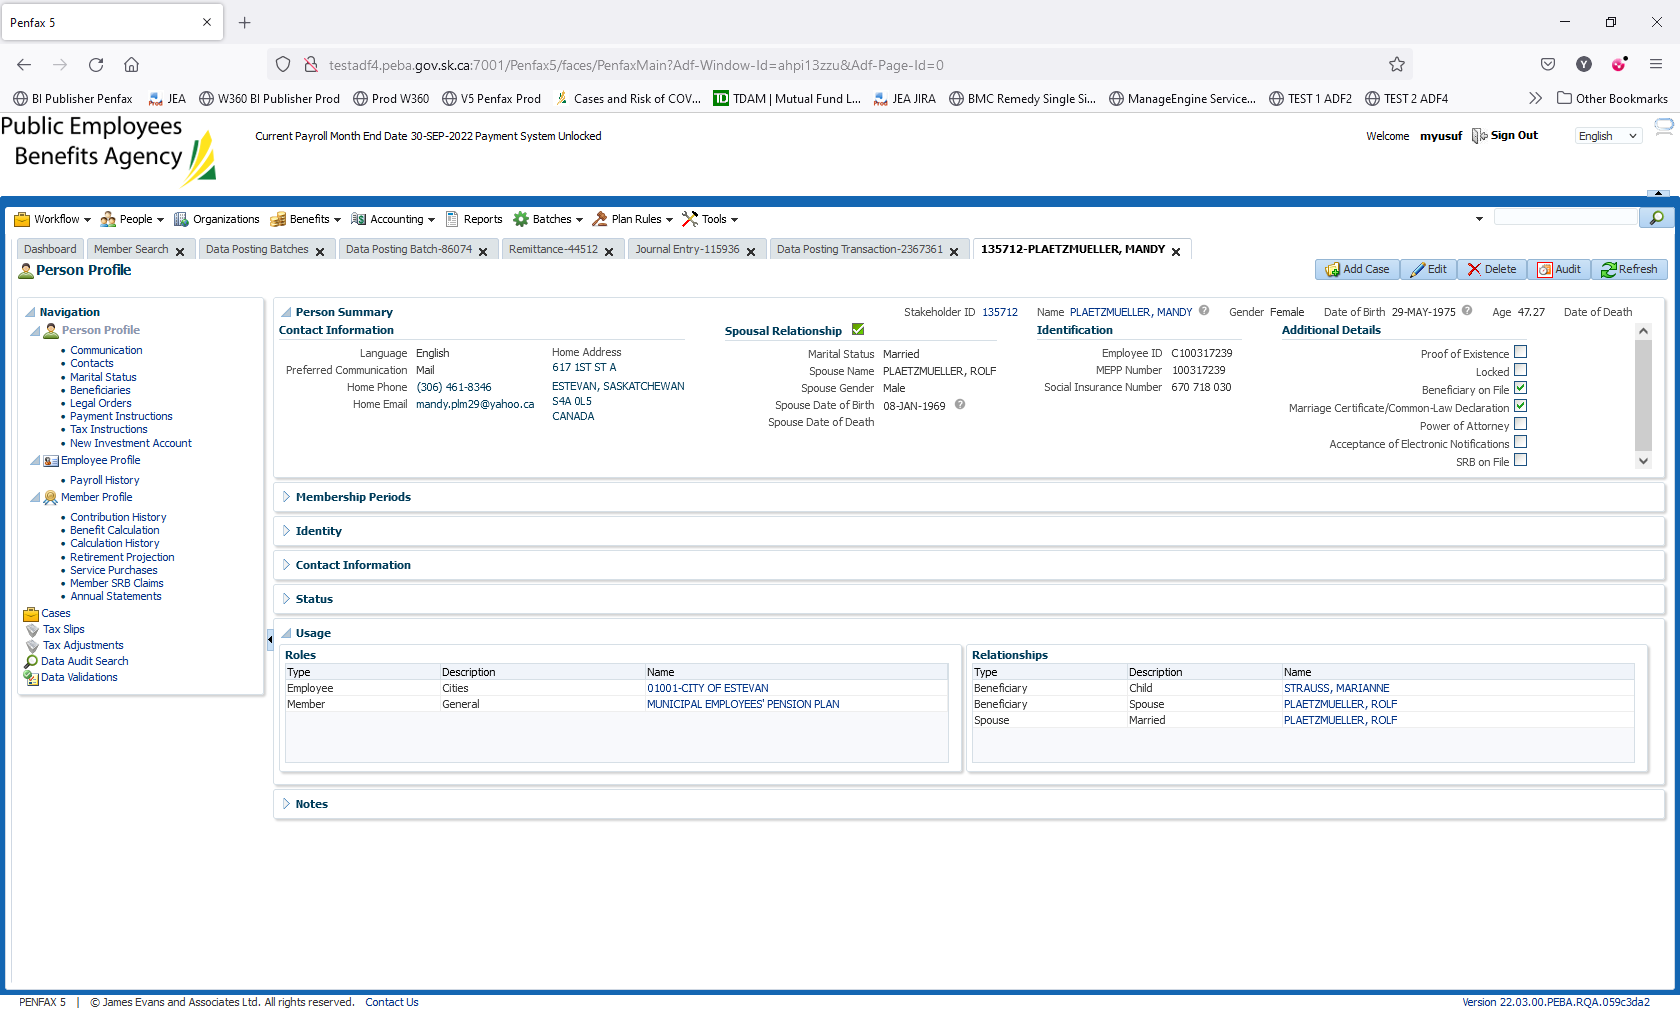 Penfax 5
testadf4.peba.gov.sk.ca:7001/Penfax5/faces/PenfaxMain?Adf-Window-Id=ahpi13zzu&Adf-Page-Id=0
Y
BI Publisher Penfax JEA W360 BI Publisher Prod Prod W360 V5 Penfax Prod Cases and Risk of COV... TD TDAM | Mutual Fund L... JEA JIRA BMC Remedy Single Si... ManageEngine Service... TEST 1 ADF2 TEST 2 ADF4 Other Bookmarks
Public Employees
Benefits Agency
Current Payroll Month End Date 30-SEP-2022 Payment System Unlocked
Welcome myusuf Sign Out English
Workflow People Organizations Benefits Accounting Reports Batches Plan Rules Tools
Dashboard Member Search Data Posting Batches Data Posting Batch-86074 Remittance-44512 Journal Entry-115936 Data Posting Transaction-2367361 135712-PLAETZMUELLER, MANDY
Person Profile
Add Case Edit Delete Audit Refresh
Navigation
Person Profile
Communication
Contacts
Marital Status
Beneficiaries
Legal Orders
Payment Instructions
Tax Instructions
New Investment Account
Employee Profile
Payroll History
Member Profile
Contribution History
Benefit Calculation
Calculation History
Retirement Projection
Service Purchases
Member SRB Claims
Annual Statements
Cases
Tax Slips
Tax Adjustments
Data Audit Search
Data Validations
Person Summary
Stakeholder ID 135712 Name PLAETZMUELLER, MANDY Gender Female Date of Birth 29-MAY-1975 Age 47.27 Date of Death
Contact Information
Language English
Preferred Communication Mail
Home Phone (306) 461-8346
Home Email mandy.plm29@yahoo.ca
Home Address
617 1ST ST A
ESTEVAN, SASKATCHEWAN
S4A 0L5
CANADA
Spousal Relationship
Marital Status Married
Spouse Name PLAETZMUELLER, ROLF
Spouse Gender Male
Spouse Date of Birth 08-JAN-1969
Spouse Date of Death
Identification
Employee ID C100317239
MEPP Number 100317239
Social Insurance Number 670 718 030
Additional Details
Proof of Existence
Locked
Beneficiary on File
Marriage Certificate/Common-Law Declaration
Power of Attorney
Acceptance of Electronic Notifications
SRB on File
Membership Periods
Identity
Contact Information
Status
Usage
Roles
Type Description Name
Employee Cities 01001-CITY OF ESTEVAN
Member General MUNICIPAL EMPLOYEES' PENSION PLAN
Relationships
Type Description Name
Beneficiary Child STRAUSS, MARIANNE
Beneficiary Spouse PLAETZMUELLER, ROLF
Spouse Married PLAETZMUELLER, ROLF
Notes
PENFAX 5 | © James Evans and Associates Ltd. All rights reserved. Contact Us
Version 22.03.00.PEBA.RQA.059c3da2